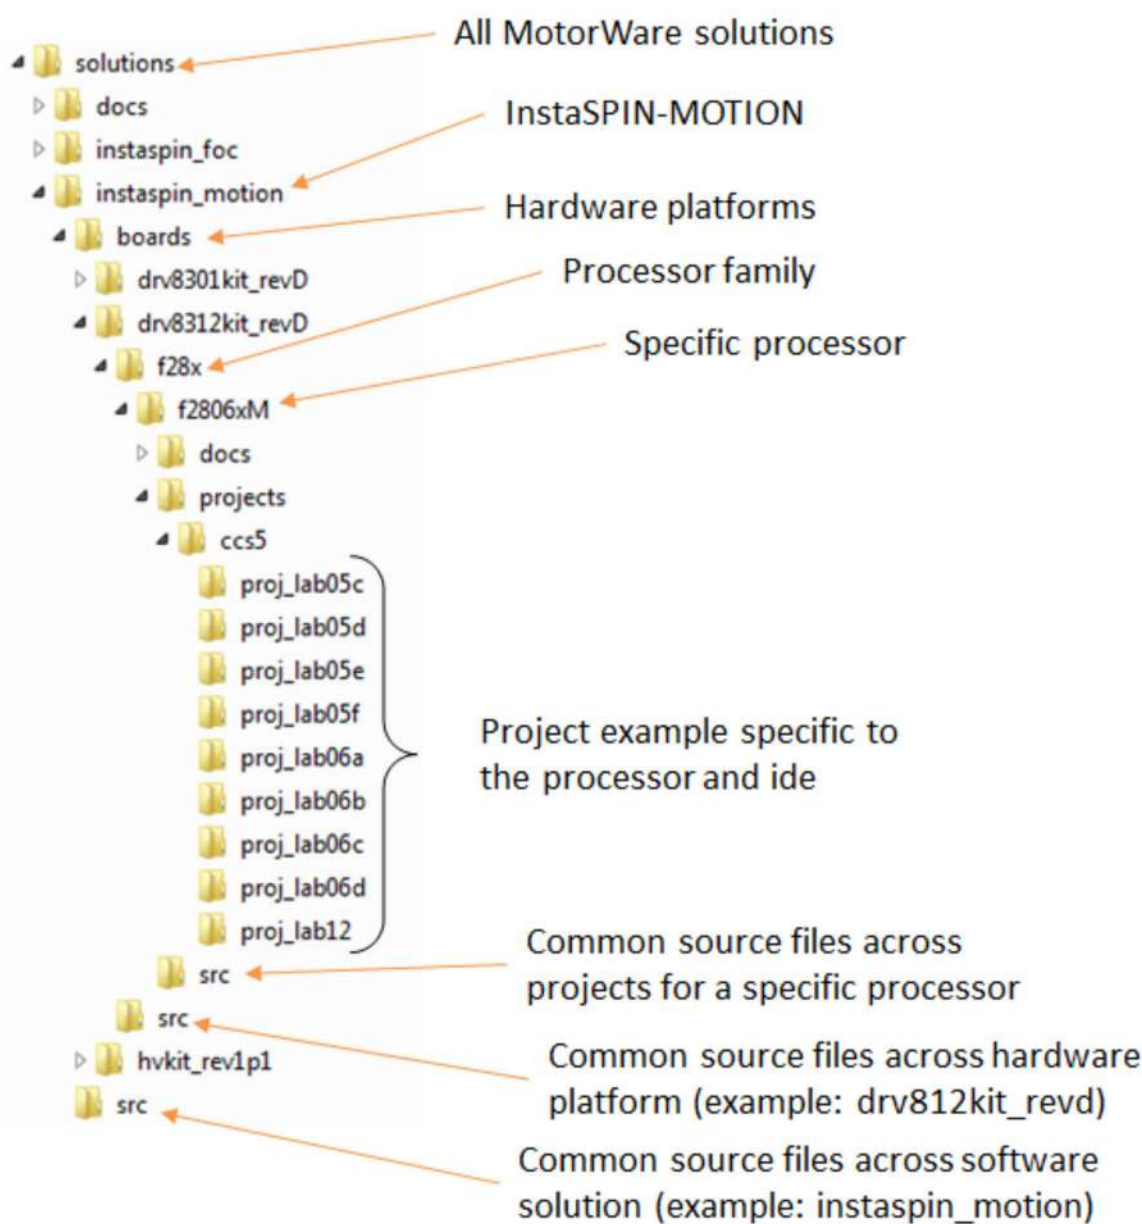 All MotorWare solutions
solutions
docs
InstaSPIN-MOTION
instaspin_foc
instaspin_motion
Hardware platforms
boards
Processor family
drv8301kit_revD
drv8312kit_revD
Specific processor
f28x
f2806xM
docs
projects
ccs5
proj_lab05c
proj_lab05d
proj_lab05e
proj_lab05f
Project example specific to
the processor and ide
proj_lab06a
proj_lab06b
proj_lab06c
proj_lab06d
proj_lab12
Common source files across
projects for a specific processor
src
src
Common source files across hardware
platform (example: drv812kit_revd)
hvkit_rev1p1
src
Common source files across software
solution (example: instaspin_motion)